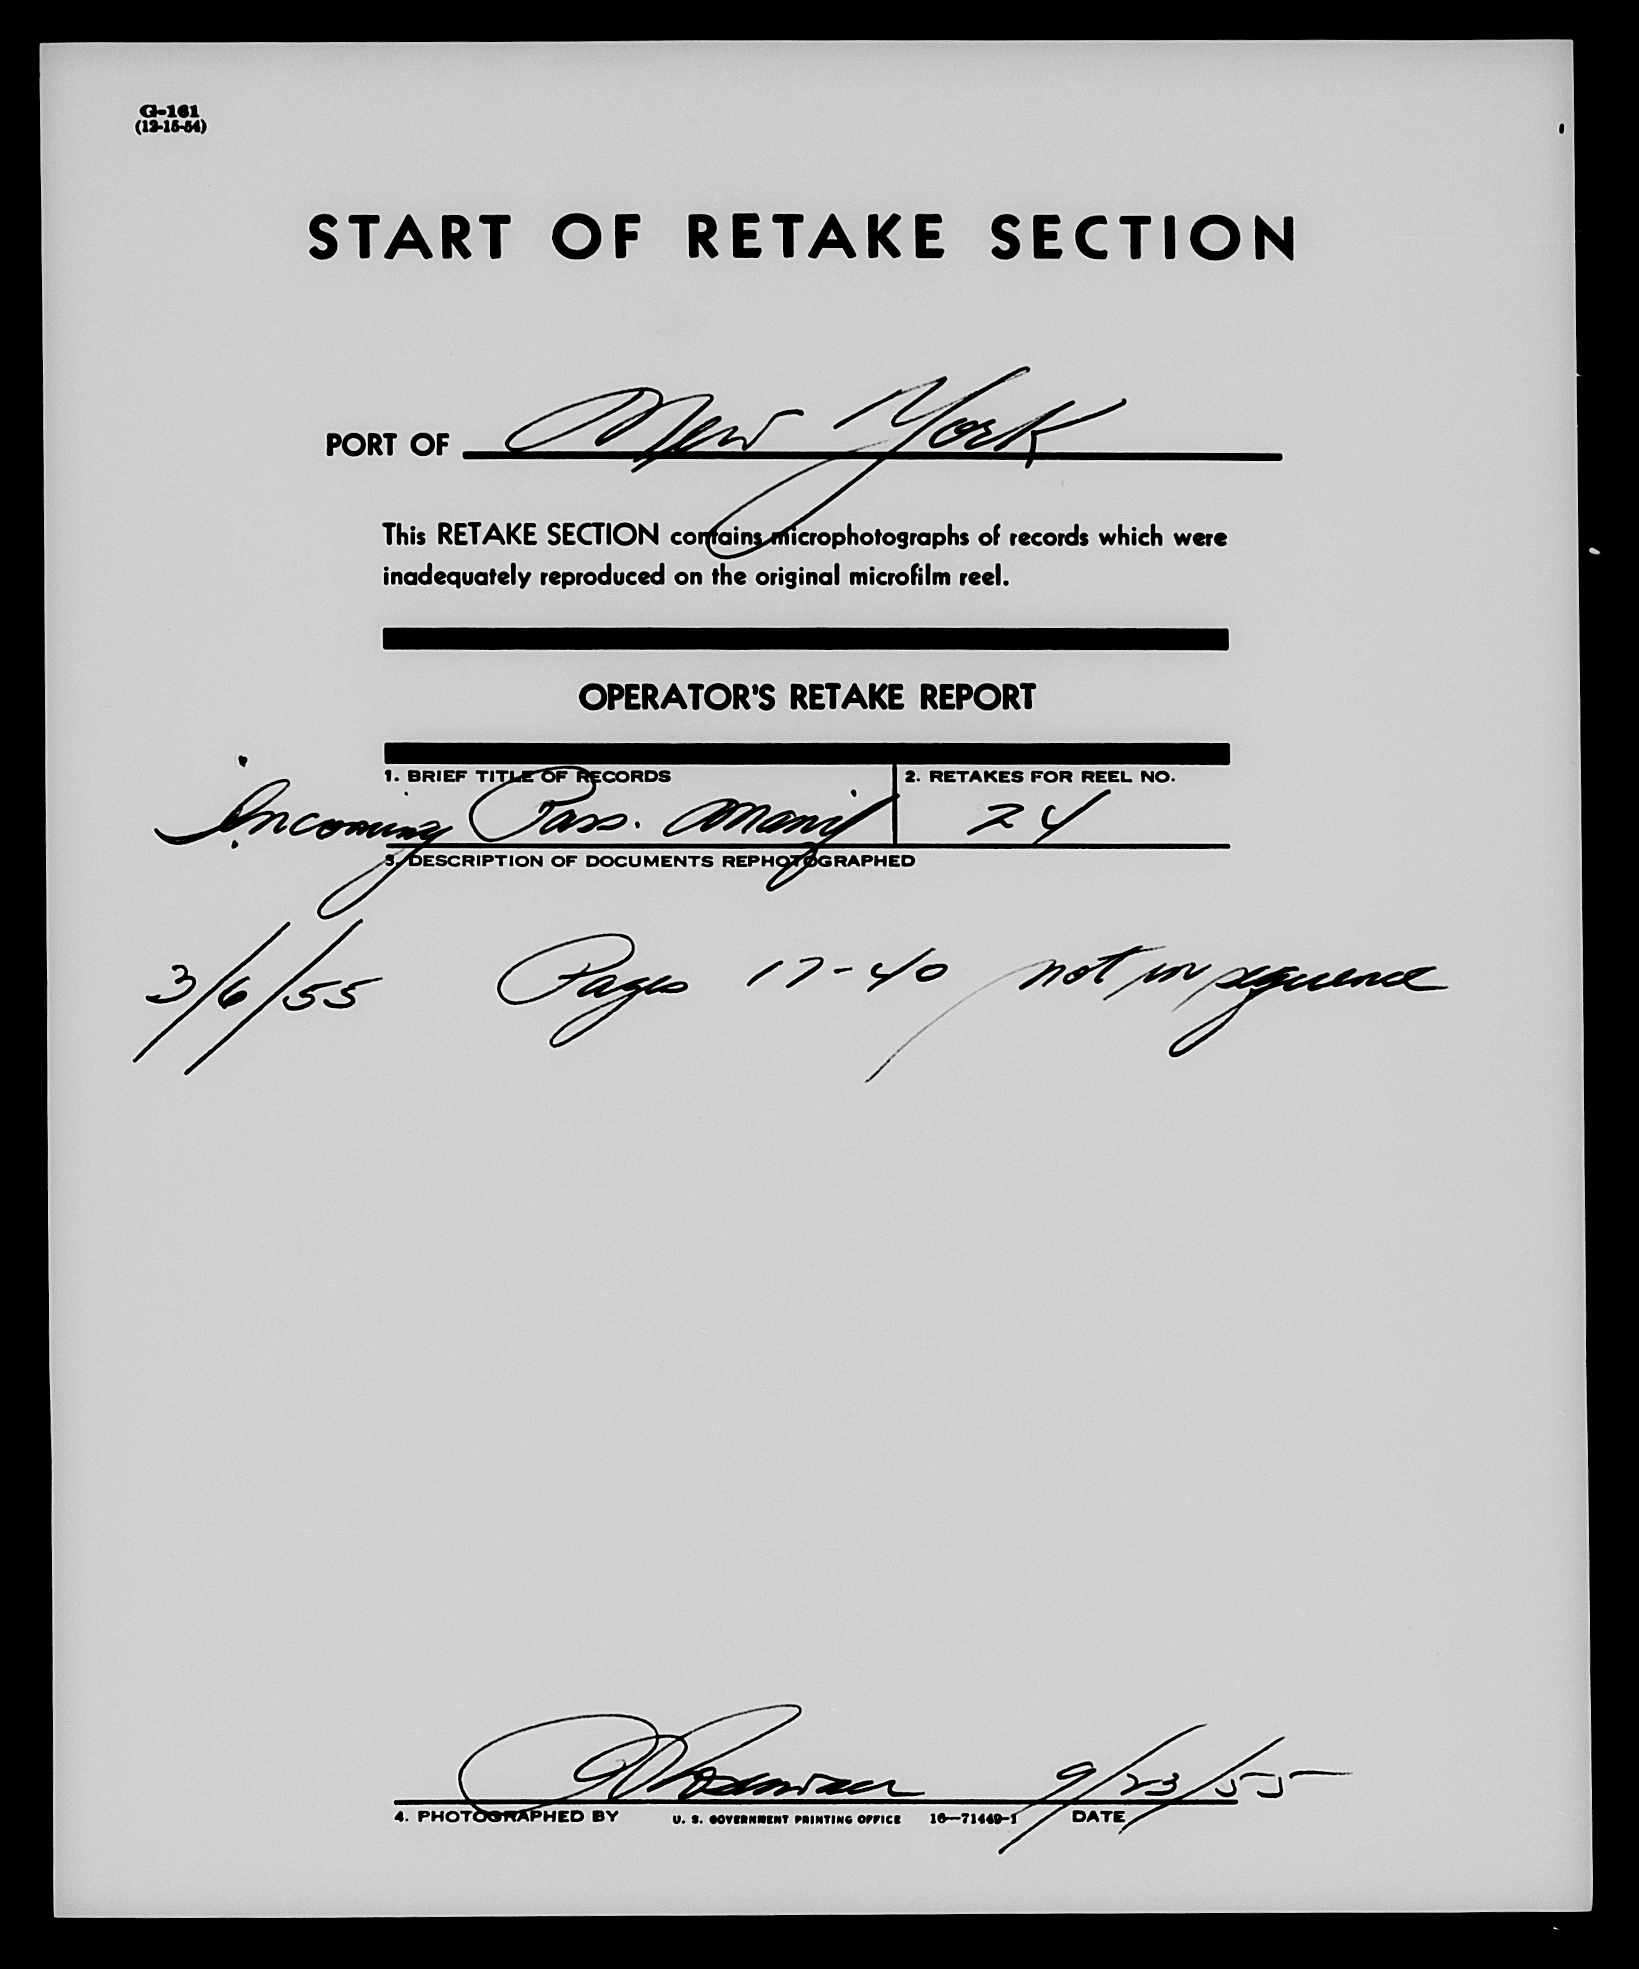 G-161
(12-15-54)
START OF RETAKE SECTION
PORT OF New York
This RETAKE SECTION contains microphotographs of records which were
inadequately reproduced on the original microfilm reel.
OPERATOR'S RETAKE REPORT
1. BRIEF TITLE OF RECORDS 2. RETAKES FOR REEL NO.
Incoming Pass. Manif 24
3. DESCRIPTION OF DOCUMENTS REPHOTOGRAPHED
3/6/55 Pages 17-40 not in sequence
9/23/55
4. PHOTOGRAPHED BY U. S. GOVERNMENT PRINTING OFFICE 16—71449-1 DATE